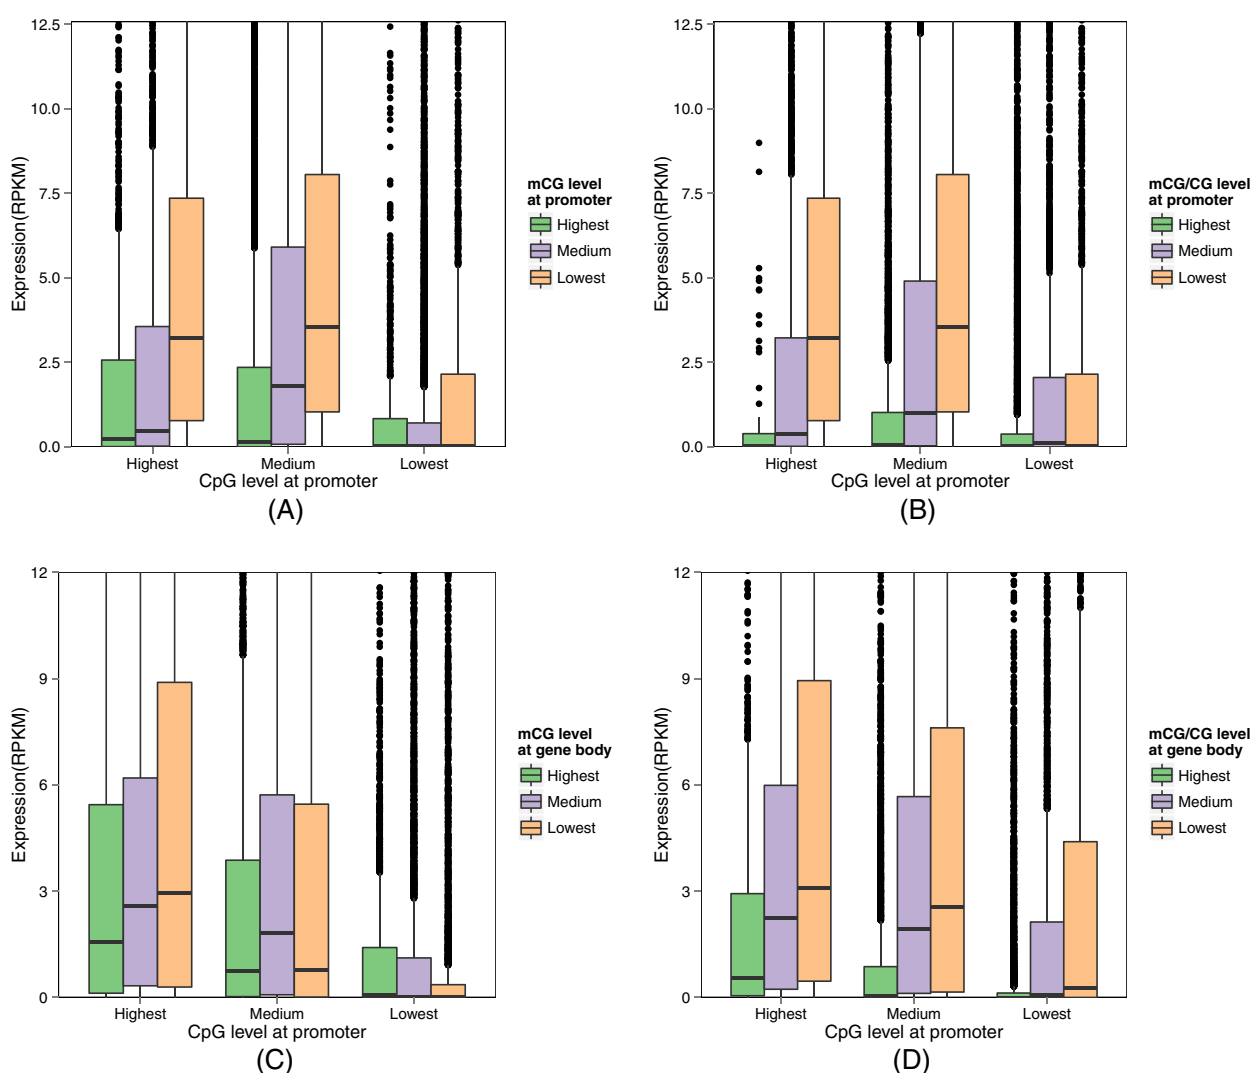 12.5
10.0
7.5
5.0
2.5
0.0
Expression(RPKM)
Highest Medium Lowest
CpG level at promoter
(A)
mCG level
at promoter
Highest
Medium
Lowest
12.5
10.0
7.5
5.0
2.5
0.0
Expression(RPKM)
Highest Medium Lowest
CpG level at promoter
(B)
mCG/CG level
at promoter
Highest
Medium
Lowest
12
9
6
3
0
Expression(RPKM)
Highest Medium Lowest
CpG level at promoter
(C)
mCG level
at gene body
Highest
Medium
Lowest
12
9
6
3
0
Expression(RPKM)
Highest Medium Lowest
CpG level at promoter
(D)
mCG/CG level
at gene body
Highest
Medium
Lowest